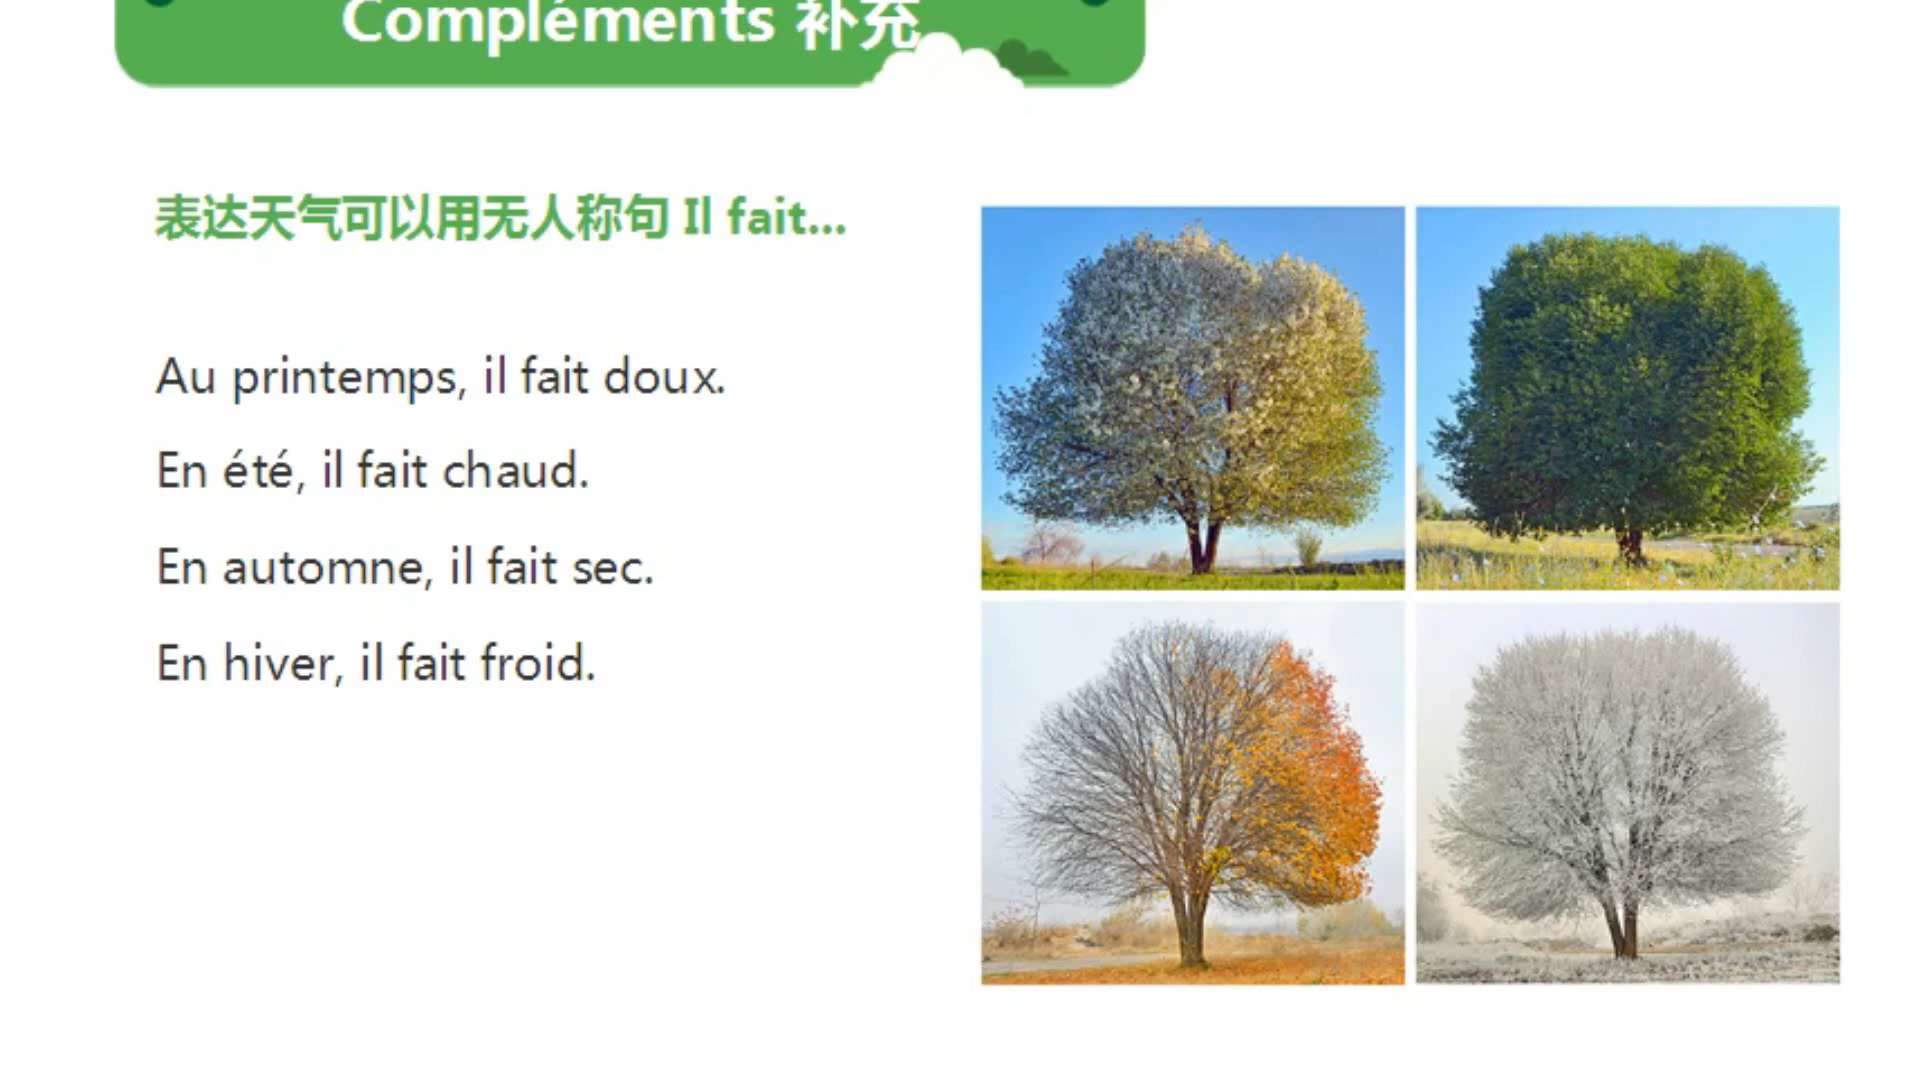 Compléments 补充
表达天气可以用无人称句 Il fait...
Au printemps, il fait doux.
En été, il fait chaud.
En automne, il fait sec.
En hiver, il fait froid.